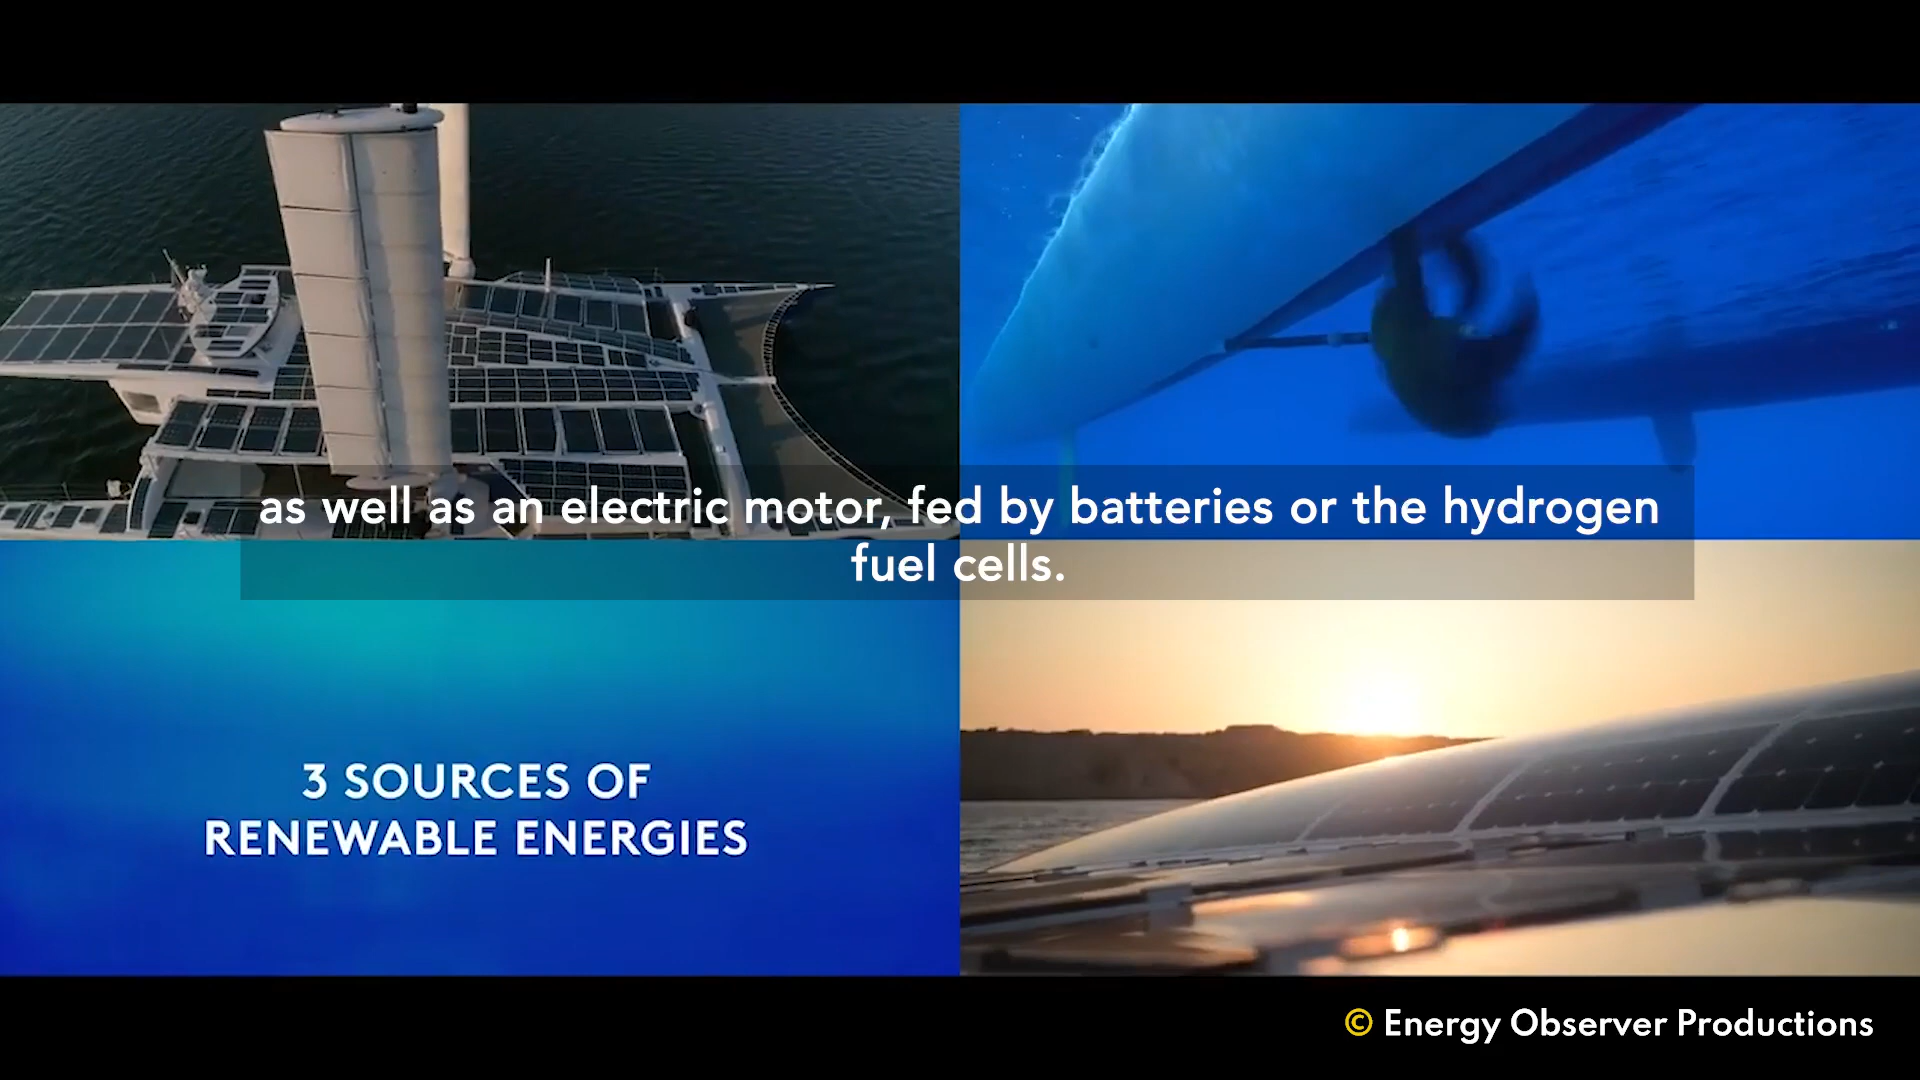 as well as an electric motor, fed by batteries or the hydrogen
fuel cells.
3 SOURCES OF
RENEWABLE ENERGIES
© Energy Observer Productions